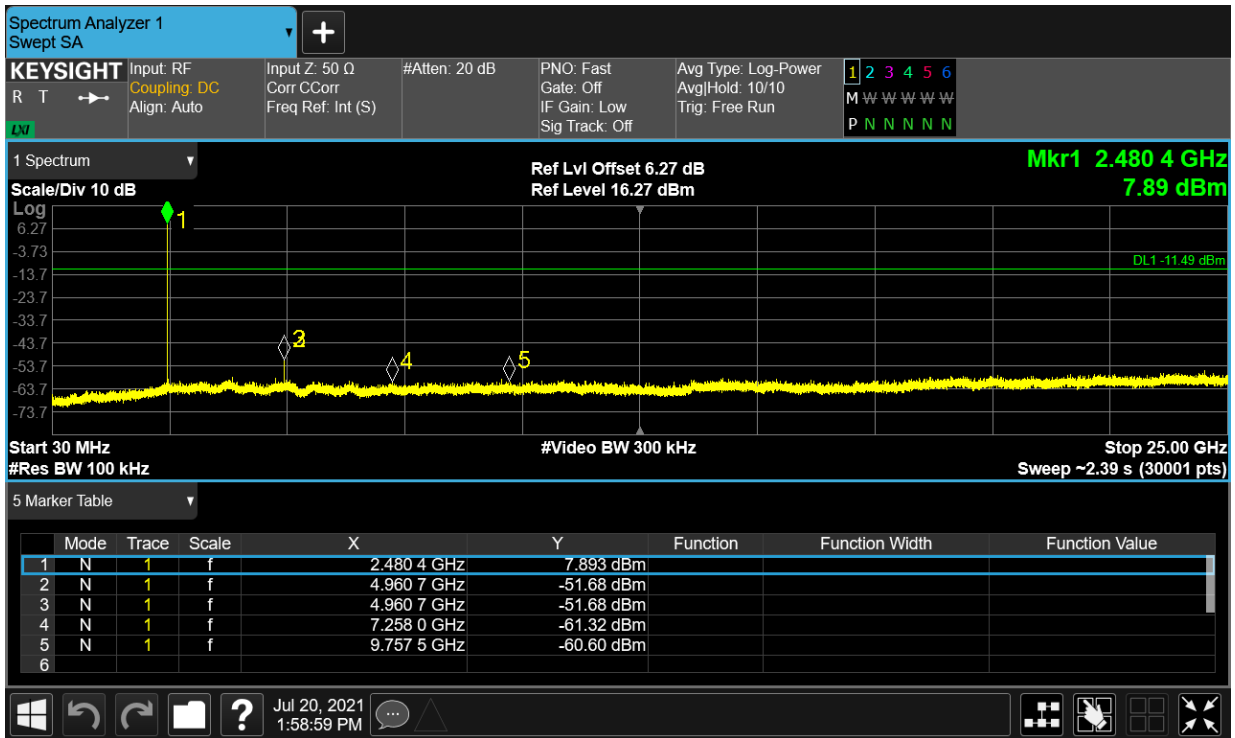 Spectrum Analyzer 1
Swept SA
▼
+
KEYSIGHT
R T
LXI
Input: RF
Coupling: DC
Align: Auto
Input Z: 50 Ω
Corr CCorr
Freq Ref: Int (S)
#Atten: 20 dB
PNO: Fast
Gate: Off
IF Gain: Low
Sig Track: Off
Avg Type: Log-Power
Avg|Hold: 10/10
Trig: Free Run
1 2 3 4 5 6
M W W W W W
P N N N N N
1 Spectrum ▼
Scale/Div 10 dB
Ref Lvl Offset 6.27 dB
Ref Level 16.27 dBm
Mkr1 2.480 4 GHz
7.89 dBm
Log
6.27
-3.73
-13.7
-23.7
-33.7
-43.7
-53.7
-63.7
-73.7
1
DL1 -11.49 dBm
3
4
5
Start 30 MHz
#Res BW 100 kHz
#Video BW 300 kHz
Stop 25.00 GHz
Sweep ~2.39 s (30001 pts)
5 Marker Table ▼
Mode Trace Scale X Y Function Function Width Function Value
1 N 1 f 2.480 4 GHz 7.893 dBm
2 N 1 f 4.960 7 GHz -51.68 dBm
3 N 1 f 4.960 7 GHz -51.68 dBm
4 N 1 f 7.258 0 GHz -61.32 dBm
5 N 1 f 9.757 5 GHz -60.60 dBm
6
?
Jul 20, 2021
1:58:59 PM